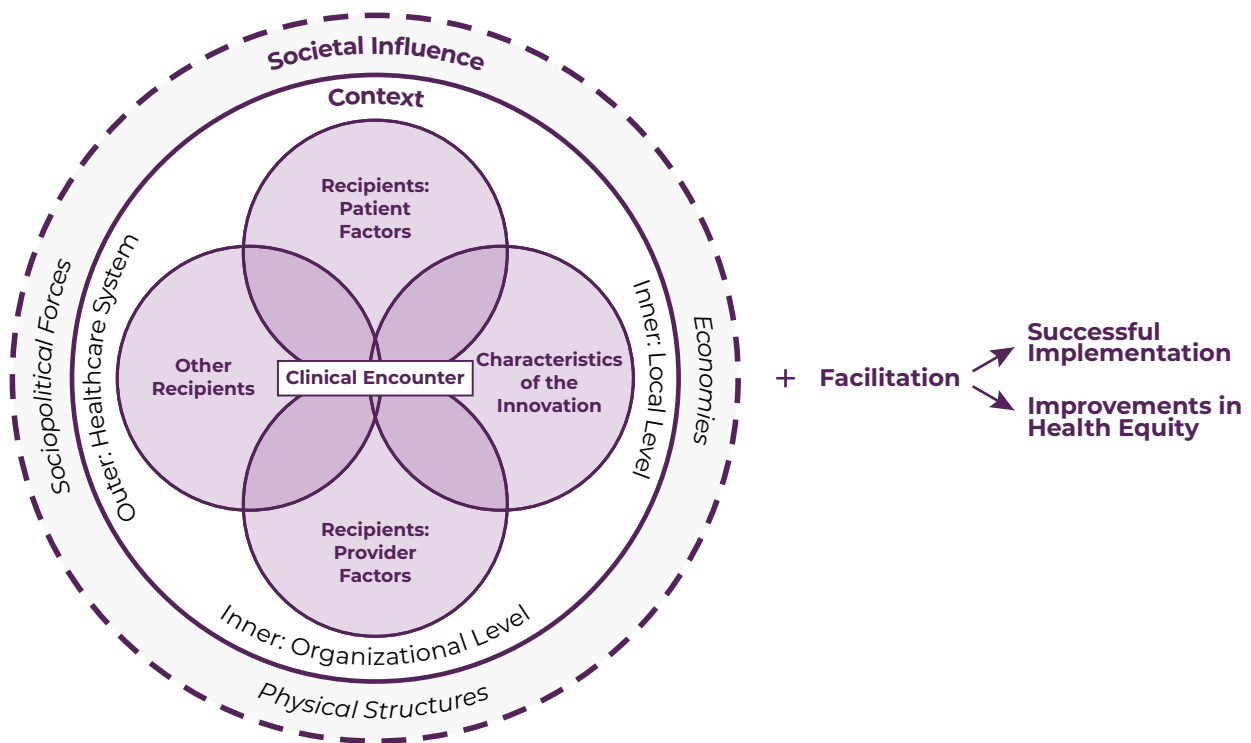 Societal Influence
Context
Recipients:
Patient
Factors
Sociopolitical Forces
Outer: Healthcare System
Other
Recipients
Clinical Encounter
Characteristics
of the
Innovation
Inner: Local Level
Economies
Recipients:
Provider
Factors
Inner: Organizational Level
Physical Structures
+ Facilitation
Successful
Implementation
Improvements in
Health Equity